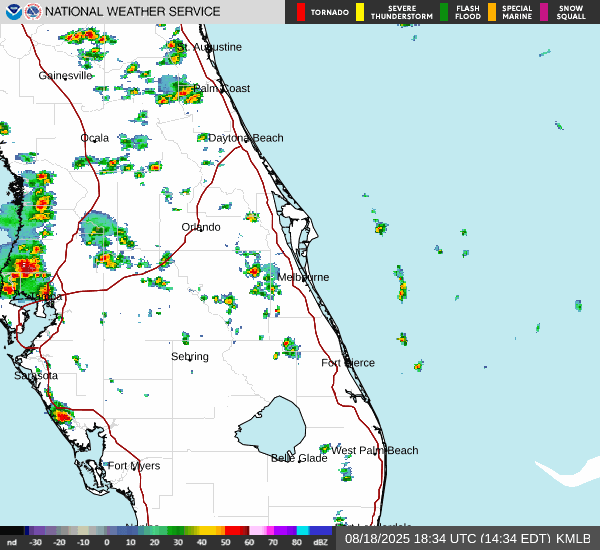 NATIONAL WEATHER SERVICE
TORNADO
SEVERE THUNDERSTORM
FLASH FLOOD
SPECIAL MARINE
SNOW SQUALL
St. Augustine
Gainesville
Palm Coast
Ocala
Daytona Beach
Orlando
Melbourne
Tampa
Sebring
Fort Pierce
Sarasota
West Palm Beach
Belle Glade
Fort Myers
nd -30 -20 -10 0 10 20 30 40 50 60 70 80 dBZ
08/18/2025 18:34 UTC (14:34 EDT) KMLB